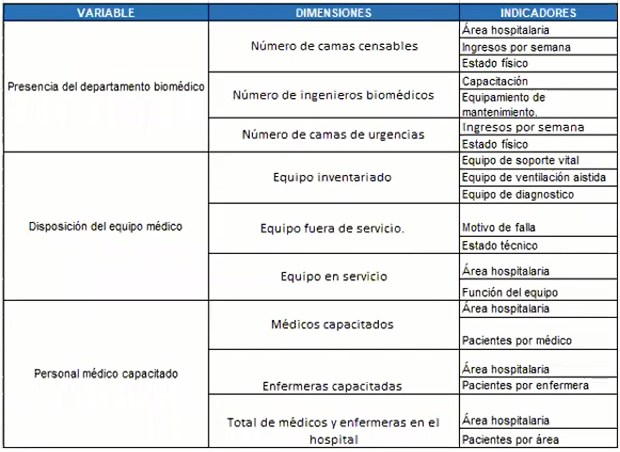 VARIABLE DIMENSIONES INDICADORES
Presencia del departamento biomédico
Número de camas censables
Área hospitalaria
Ingresos por semana
Estado físico
Número de ingenieros biomédicos
Capacitación
Equipamiento de
mantenimiento.
Número de camas de urgencias
Ingresos por semana
Estado físico
Disposición del equipo médico
Equipo inventariado
Equipo de soporte vital
Equipo de ventilación aistida
Equipo de diagnostico
Equipo fuera de servicio.
Motivo de falla
Estado técnico
Equipo en servicio
Área hospitalaria
Función del equipo
Personal médico capacitado
Médicos capacitados
Área hospitalaria
Pacientes por médico
Enfermeras capacitadas
Área hospitalaria
Pacientes por enfermera
Total de médicos y enfermeras en el
hospital
Área hospitalaria
Pacientes por área